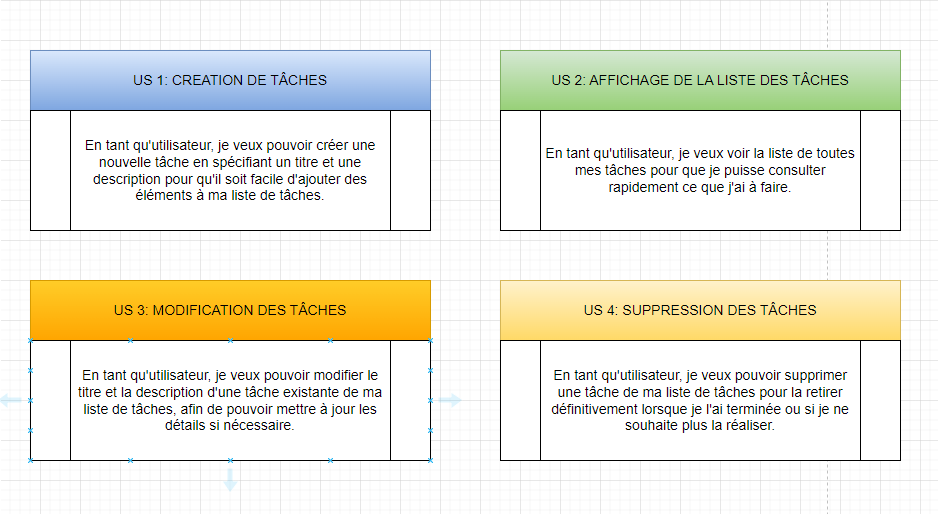 US 1: CREATION DE TÂCHES
En tant qu'utilisateur, je veux pouvoir créer une
nouvelle tâche en spécifiant un titre et une
description pour qu'il soit facile d'ajouter des
éléments à ma liste de tâches.
US 2: AFFICHAGE DE LA LISTE DES TÂCHES
En tant qu'utilisateur, je veux voir la liste de toutes
mes tâches pour que je puisse consulter
rapidement ce que j'ai à faire.
US 3: MODIFICATION DES TÂCHES
En tant qu'utilisateur, je veux pouvoir modifier le
titre et la description d'une tâche existante de ma
liste de tâches, afin de pouvoir mettre à jour les
détails si nécessaire.
US 4: SUPPRESSION DES TÂCHES
En tant qu'utilisateur, je veux pouvoir supprimer
une tâche de ma liste de tâches pour la retirer
définitivement lorsque je l'ai terminée ou si je ne
souhaite plus la réaliser.